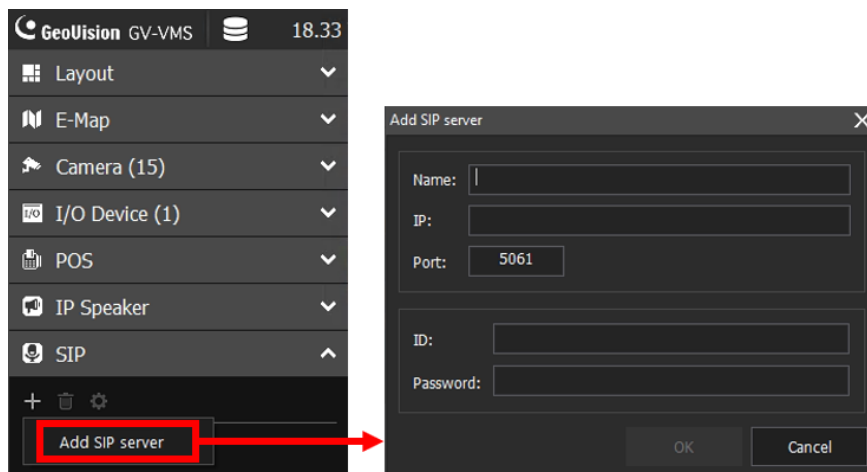 GeoVision GV-VMS 18.33
Layout
E-Map
Camera (15)
I/O I/O Device (1)
POS
IP Speaker
SIP
Add SIP server
Add SIP server
Name:
IP:
Port: 5061
ID:
Password:
OK Cancel